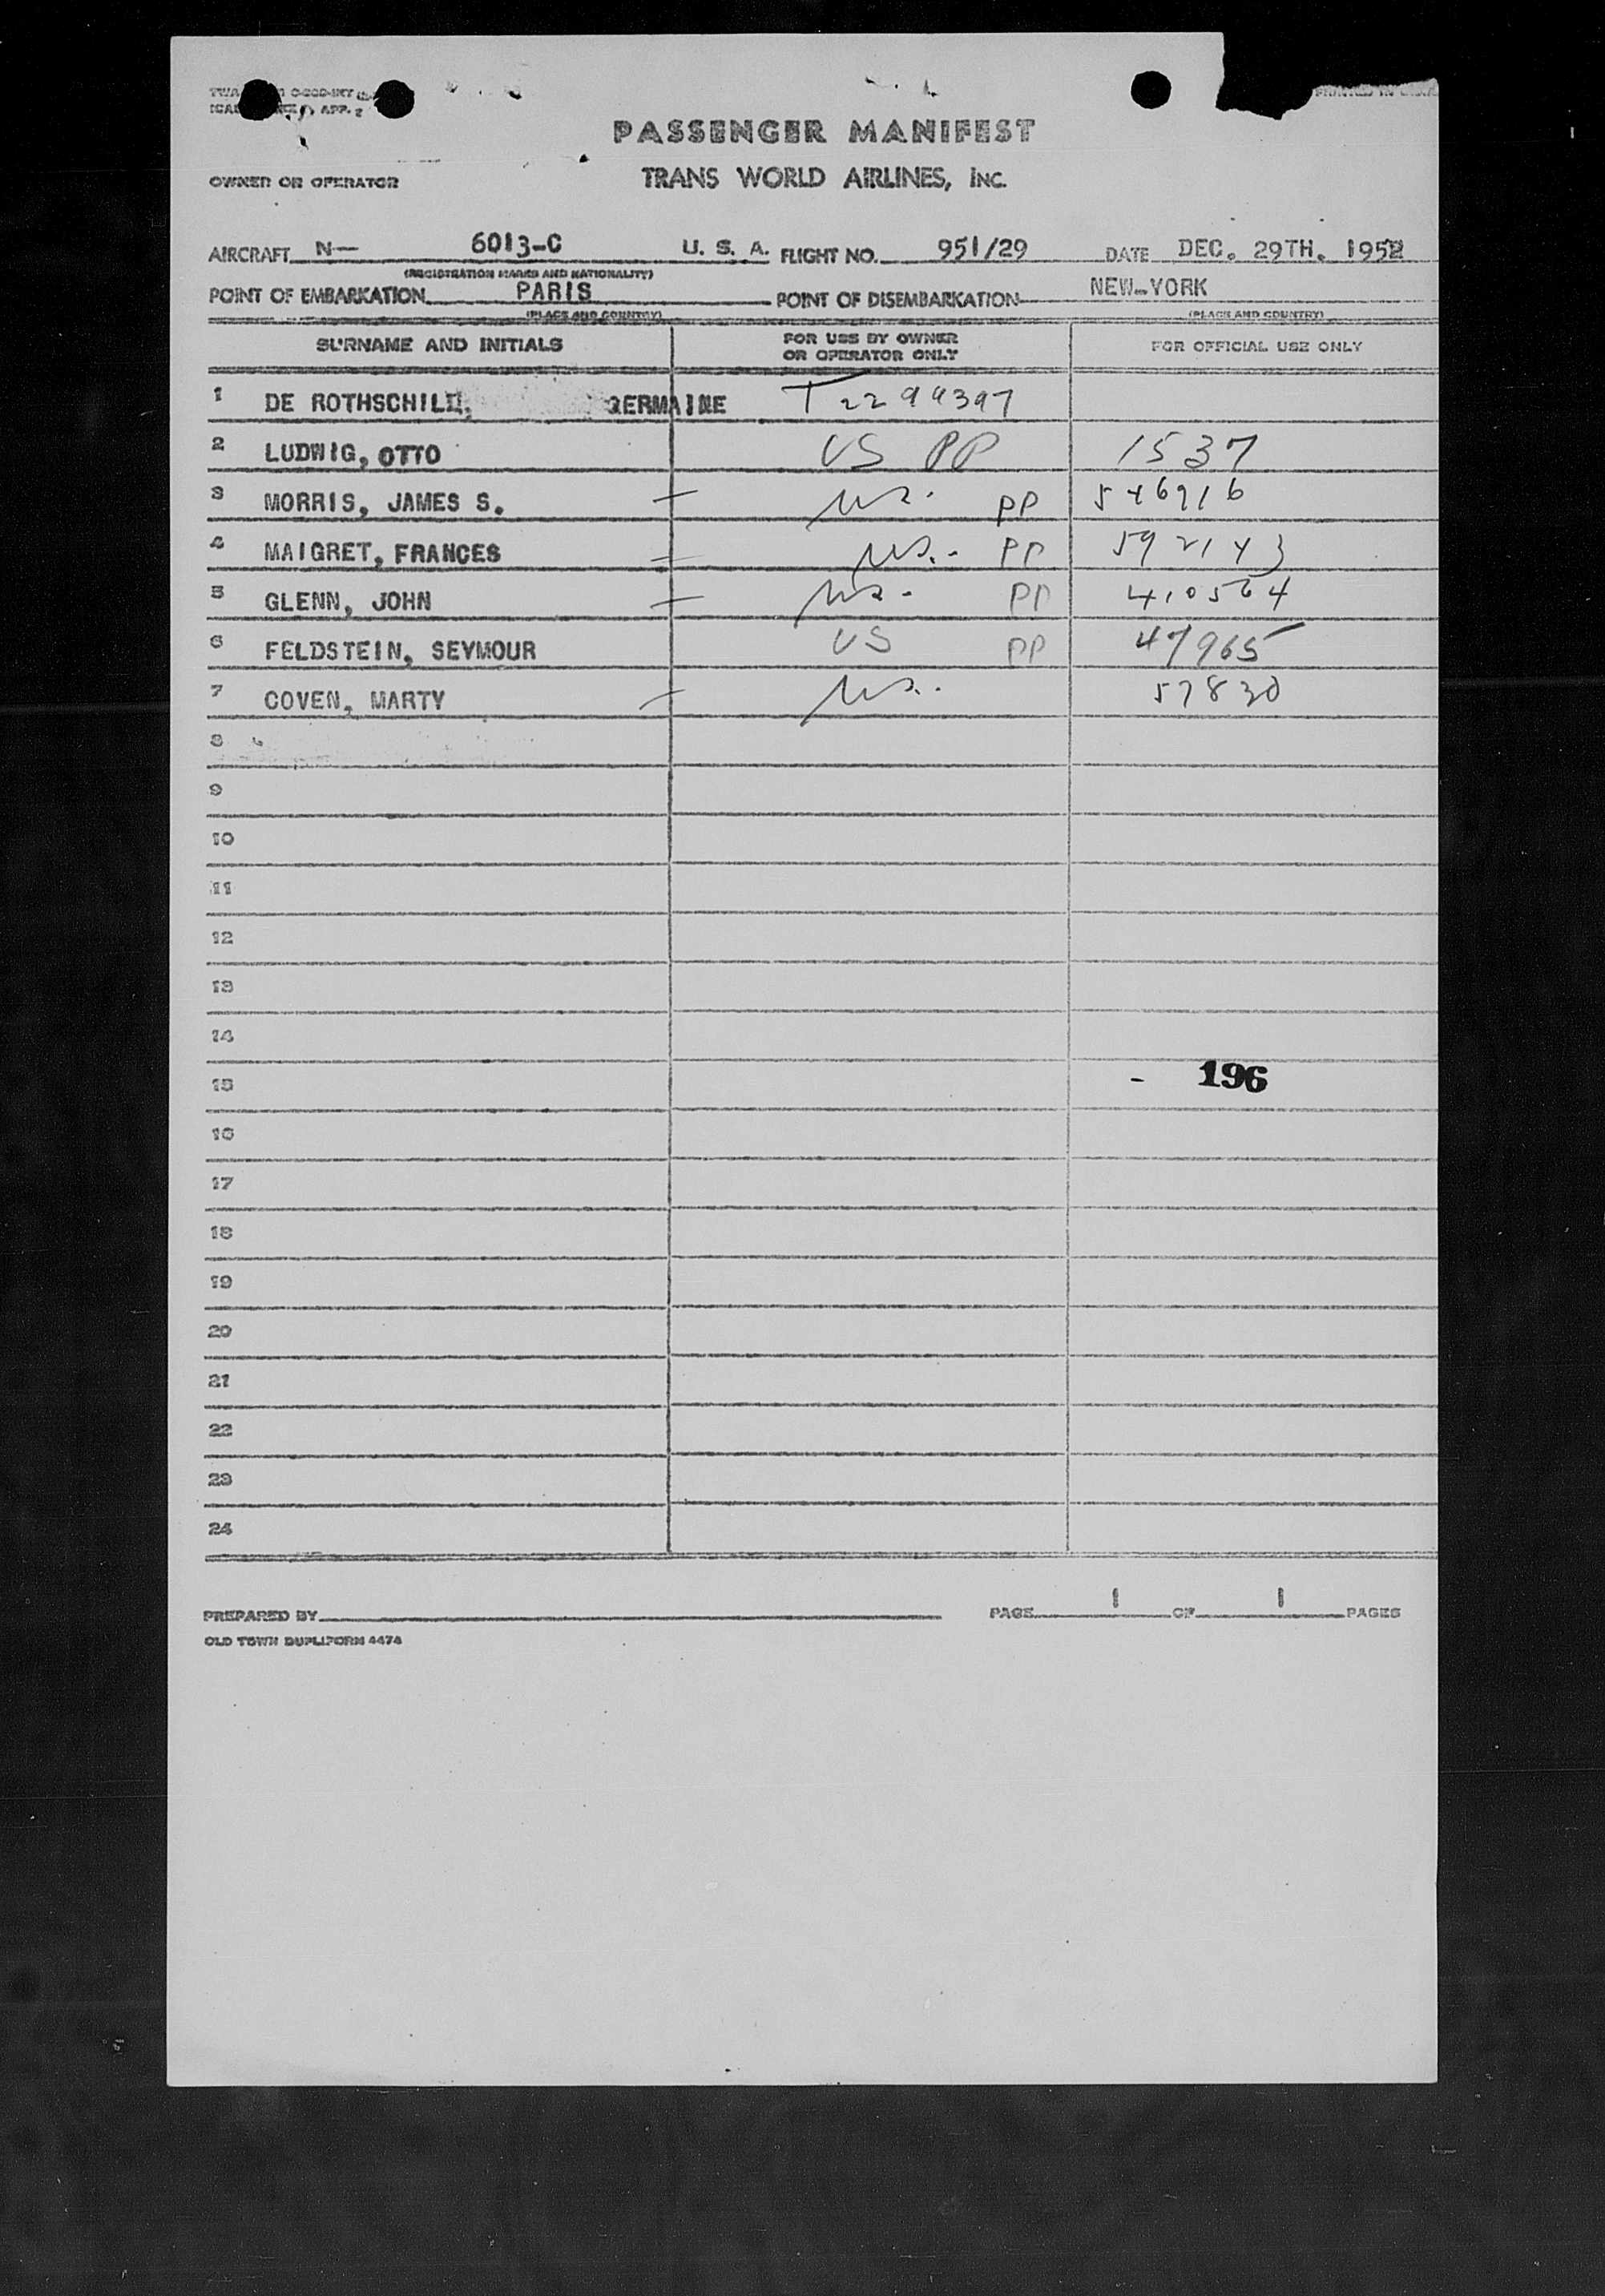 PASSENGER MANIFEST
OWNER OR OPERATOR TRANS WORLD AIRLINES, INC.
AIRCRAFT N— 6013-C U. S. A. FLIGHT NO. 951/29 DATE DEC. 29TH. 1952
(REGISTRATION MARKS AND NATIONALITY)
POINT OF EMBARKATION PARIS POINT OF DISEMBARKATION NEW-YORK
(PLACE AND COUNTRY) (PLACE AND COUNTRY)
SURNAME AND INITIALS FOR USE BY OWNER OR OPERATOR ONLY FOR OFFICIAL USE ONLY
1 DE ROTHSCHILD, GERMAINE T2299397
2 LUDWIG, OTTO US PP 1537
3 MORRIS, JAMES S. US. PP 546916
4 MAIGRET, FRANCES US. PP 592143
5 GLENN, JOHN US. PP 410564
6 FELDSTEIN, SEYMOUR US PP 47965
7 COVEN, MARTY US. 57830
8
9
10
11
12
13
14
15 - 196
16
17
18
19
20
21
22
23
24
PREPARED BY PAGE 1 OF 1 PAGES
OLD TOWN DUPLIFORM 4474